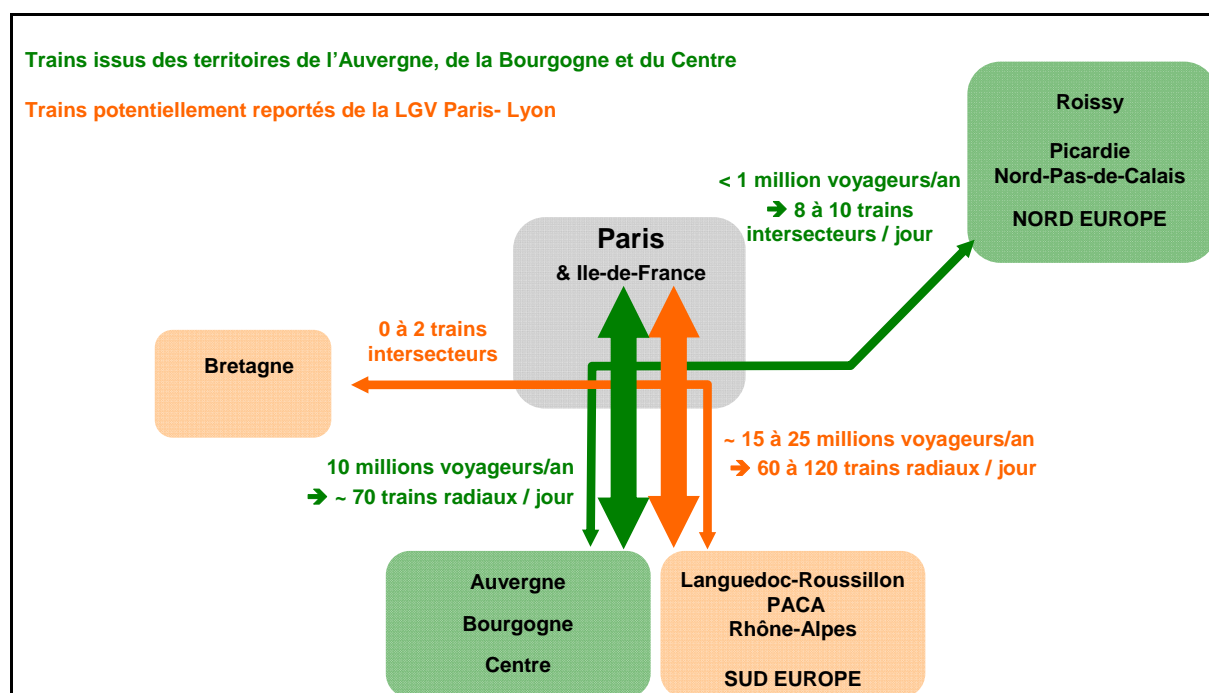 Trains issus des territoires de l'Auvergne, de la Bourgogne et du Centre
Trains potentiellement reportés de la LGV Paris- Lyon
Roissy
Picardie
Nord-Pas-de-Calais
NORD EUROPE
< 1 million voyageurs/an
➔ 8 à 10 trains
intersecteurs / jour
Paris
& Ile-de-France
0 à 2 trains
intersecteurs
Bretagne
10 millions voyageurs/an
➔ ~ 70 trains radiaux / jour
~ 15 à 25 millions voyageurs/an
➔ 60 à 120 trains radiaux / jour
Auvergne
Bourgogne
Centre
Languedoc-Roussillon
PACA
Rhône-Alpes
SUD EUROPE